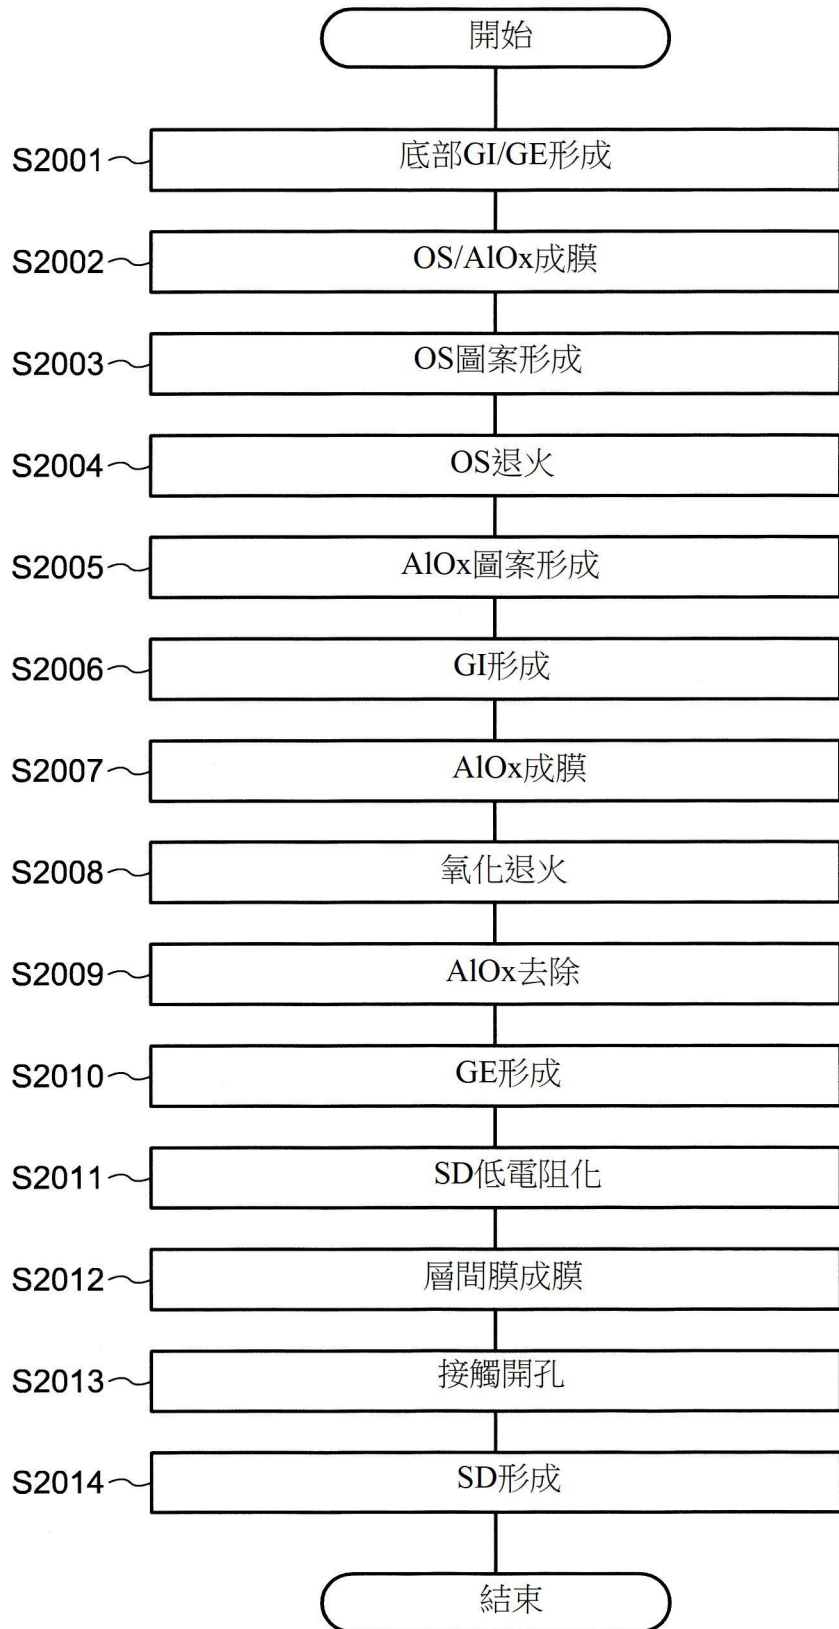 開始
S2001 底部GI/GE形成
S2002 OS/AlOx成膜
S2003 OS圖案形成
S2004 OS退火
S2005 AlOx圖案形成
S2006 GI形成
S2007 AlOx成膜
S2008 氧化退火
S2009 AlOx去除
S2010 GE形成
S2011 SD低電阻化
S2012 層間膜成膜
S2013 接觸開孔
S2014 SD形成
結束